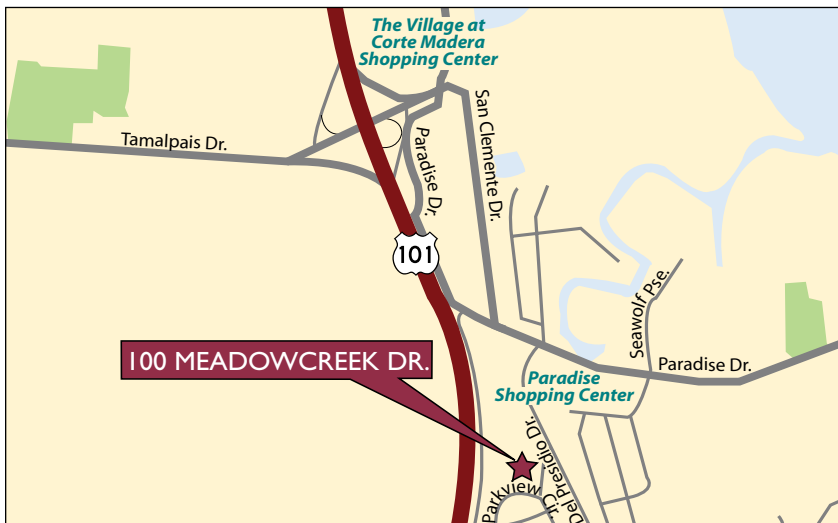 The Village at
Corte Madera
Shopping Center
Tamalpais Dr.
Paradise Dr.
San Clemente Dr.
101
Seawolf Pse.
100 MEADOWCREEK DR.
Paradise Dr.
Paradise
Shopping Center
Del Presidio Dr.
Parkview Cir.